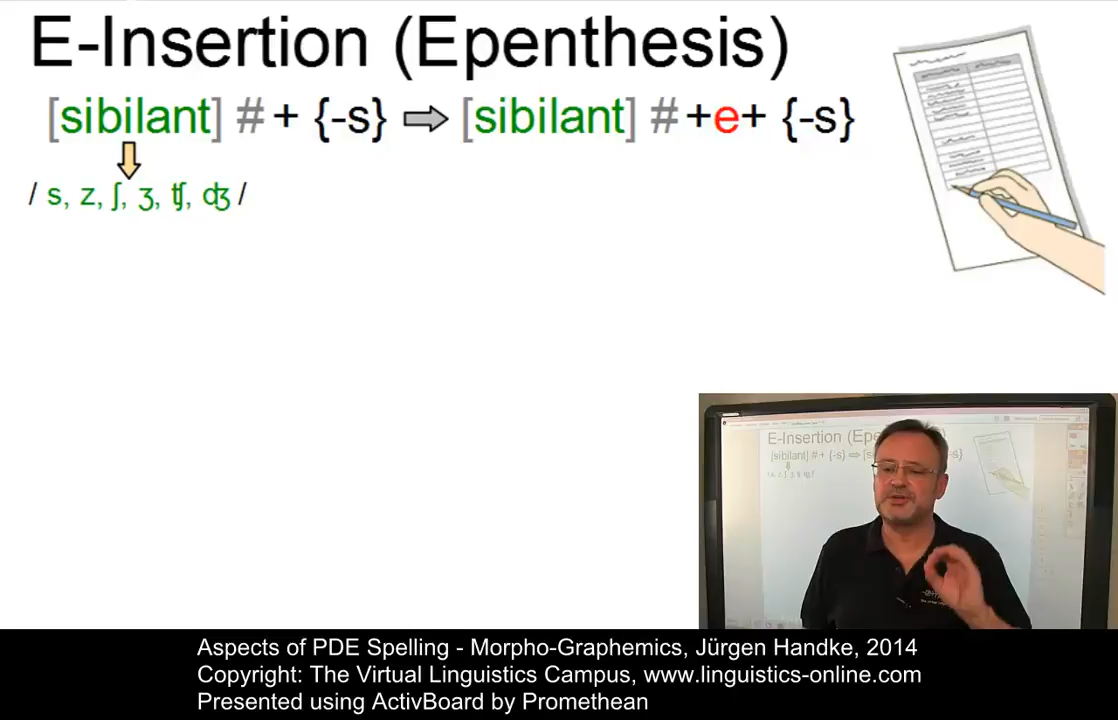 E-Insertion (Epenthesis)
[sibilant] # + {-s} ⇨ [sibilant] # +e+ {-s}
/ s, z, ʃ, ʒ, ʧ, ʤ /
Aspects of PDE Spelling - Morpho-Graphemics, Jürgen Handke, 2014
Copyright: The Virtual Linguistics Campus, www.linguistics-online.com
Presented using ActivBoard by Promethean